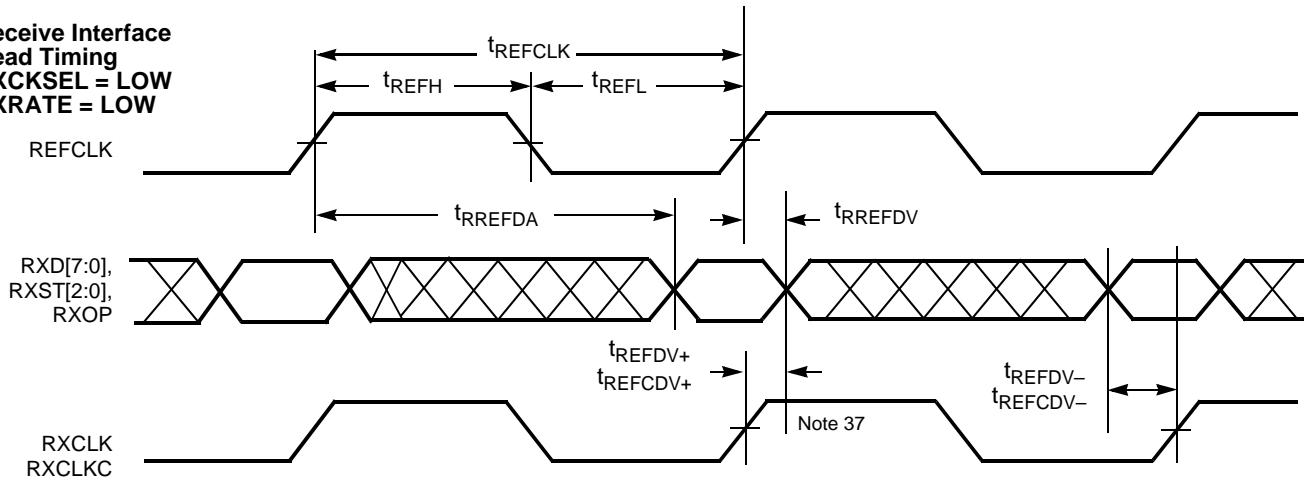 eceive Interface
ead Timing
XCKSEL = LOW
XRATE = LOW
tREFCLK
tREFH
tREFL
REFCLK
tRREFDA
tRREFDV
RXD[7:0],
RXST[2:0],
RXOP
tREFDV+
tREFCDV+
tREFDV–
tREFCDV–
Note 37
RXCLK
RXCLKC